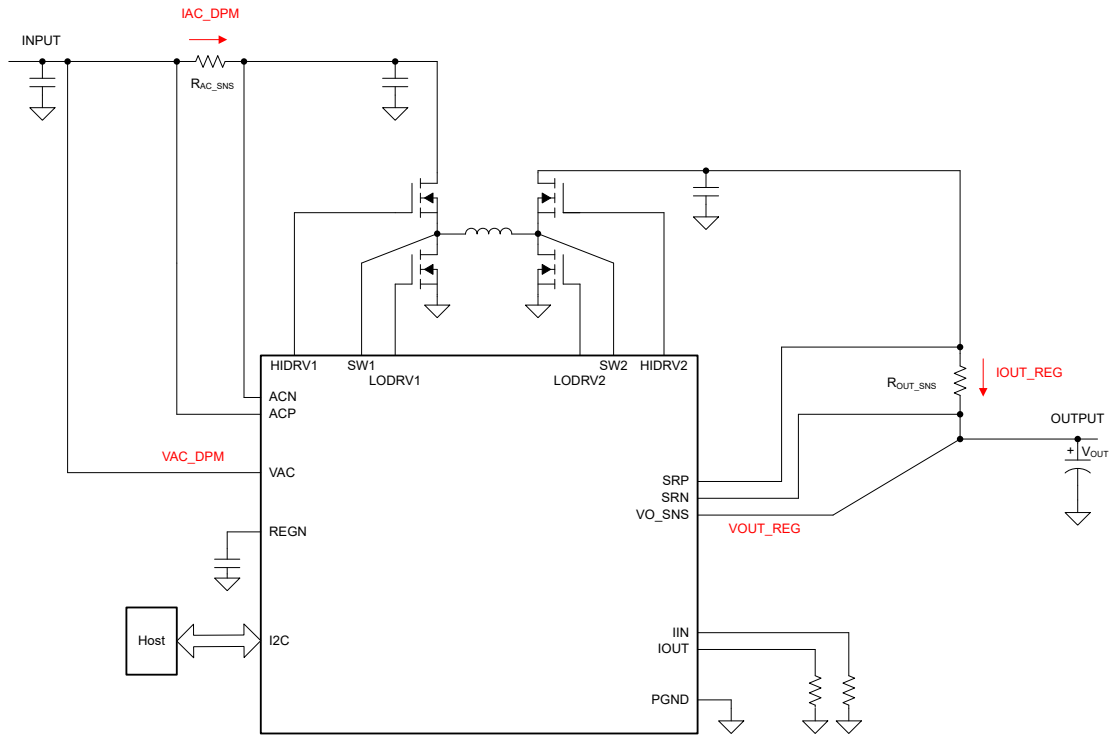 IAC_DPM
INPUT
RAC_SNS
HIDRV1
SW1
LODRV1
LODRV2
SW2
HIDRV2
ACN
ACP
VAC_DPM
VAC
REGN
Host
I2C
ROUT_SNS
IOUT_REG
OUTPUT
+ VOUT
SRP
SRN
VO_SNS
VOUT_REG
IIN
IOUT
PGND